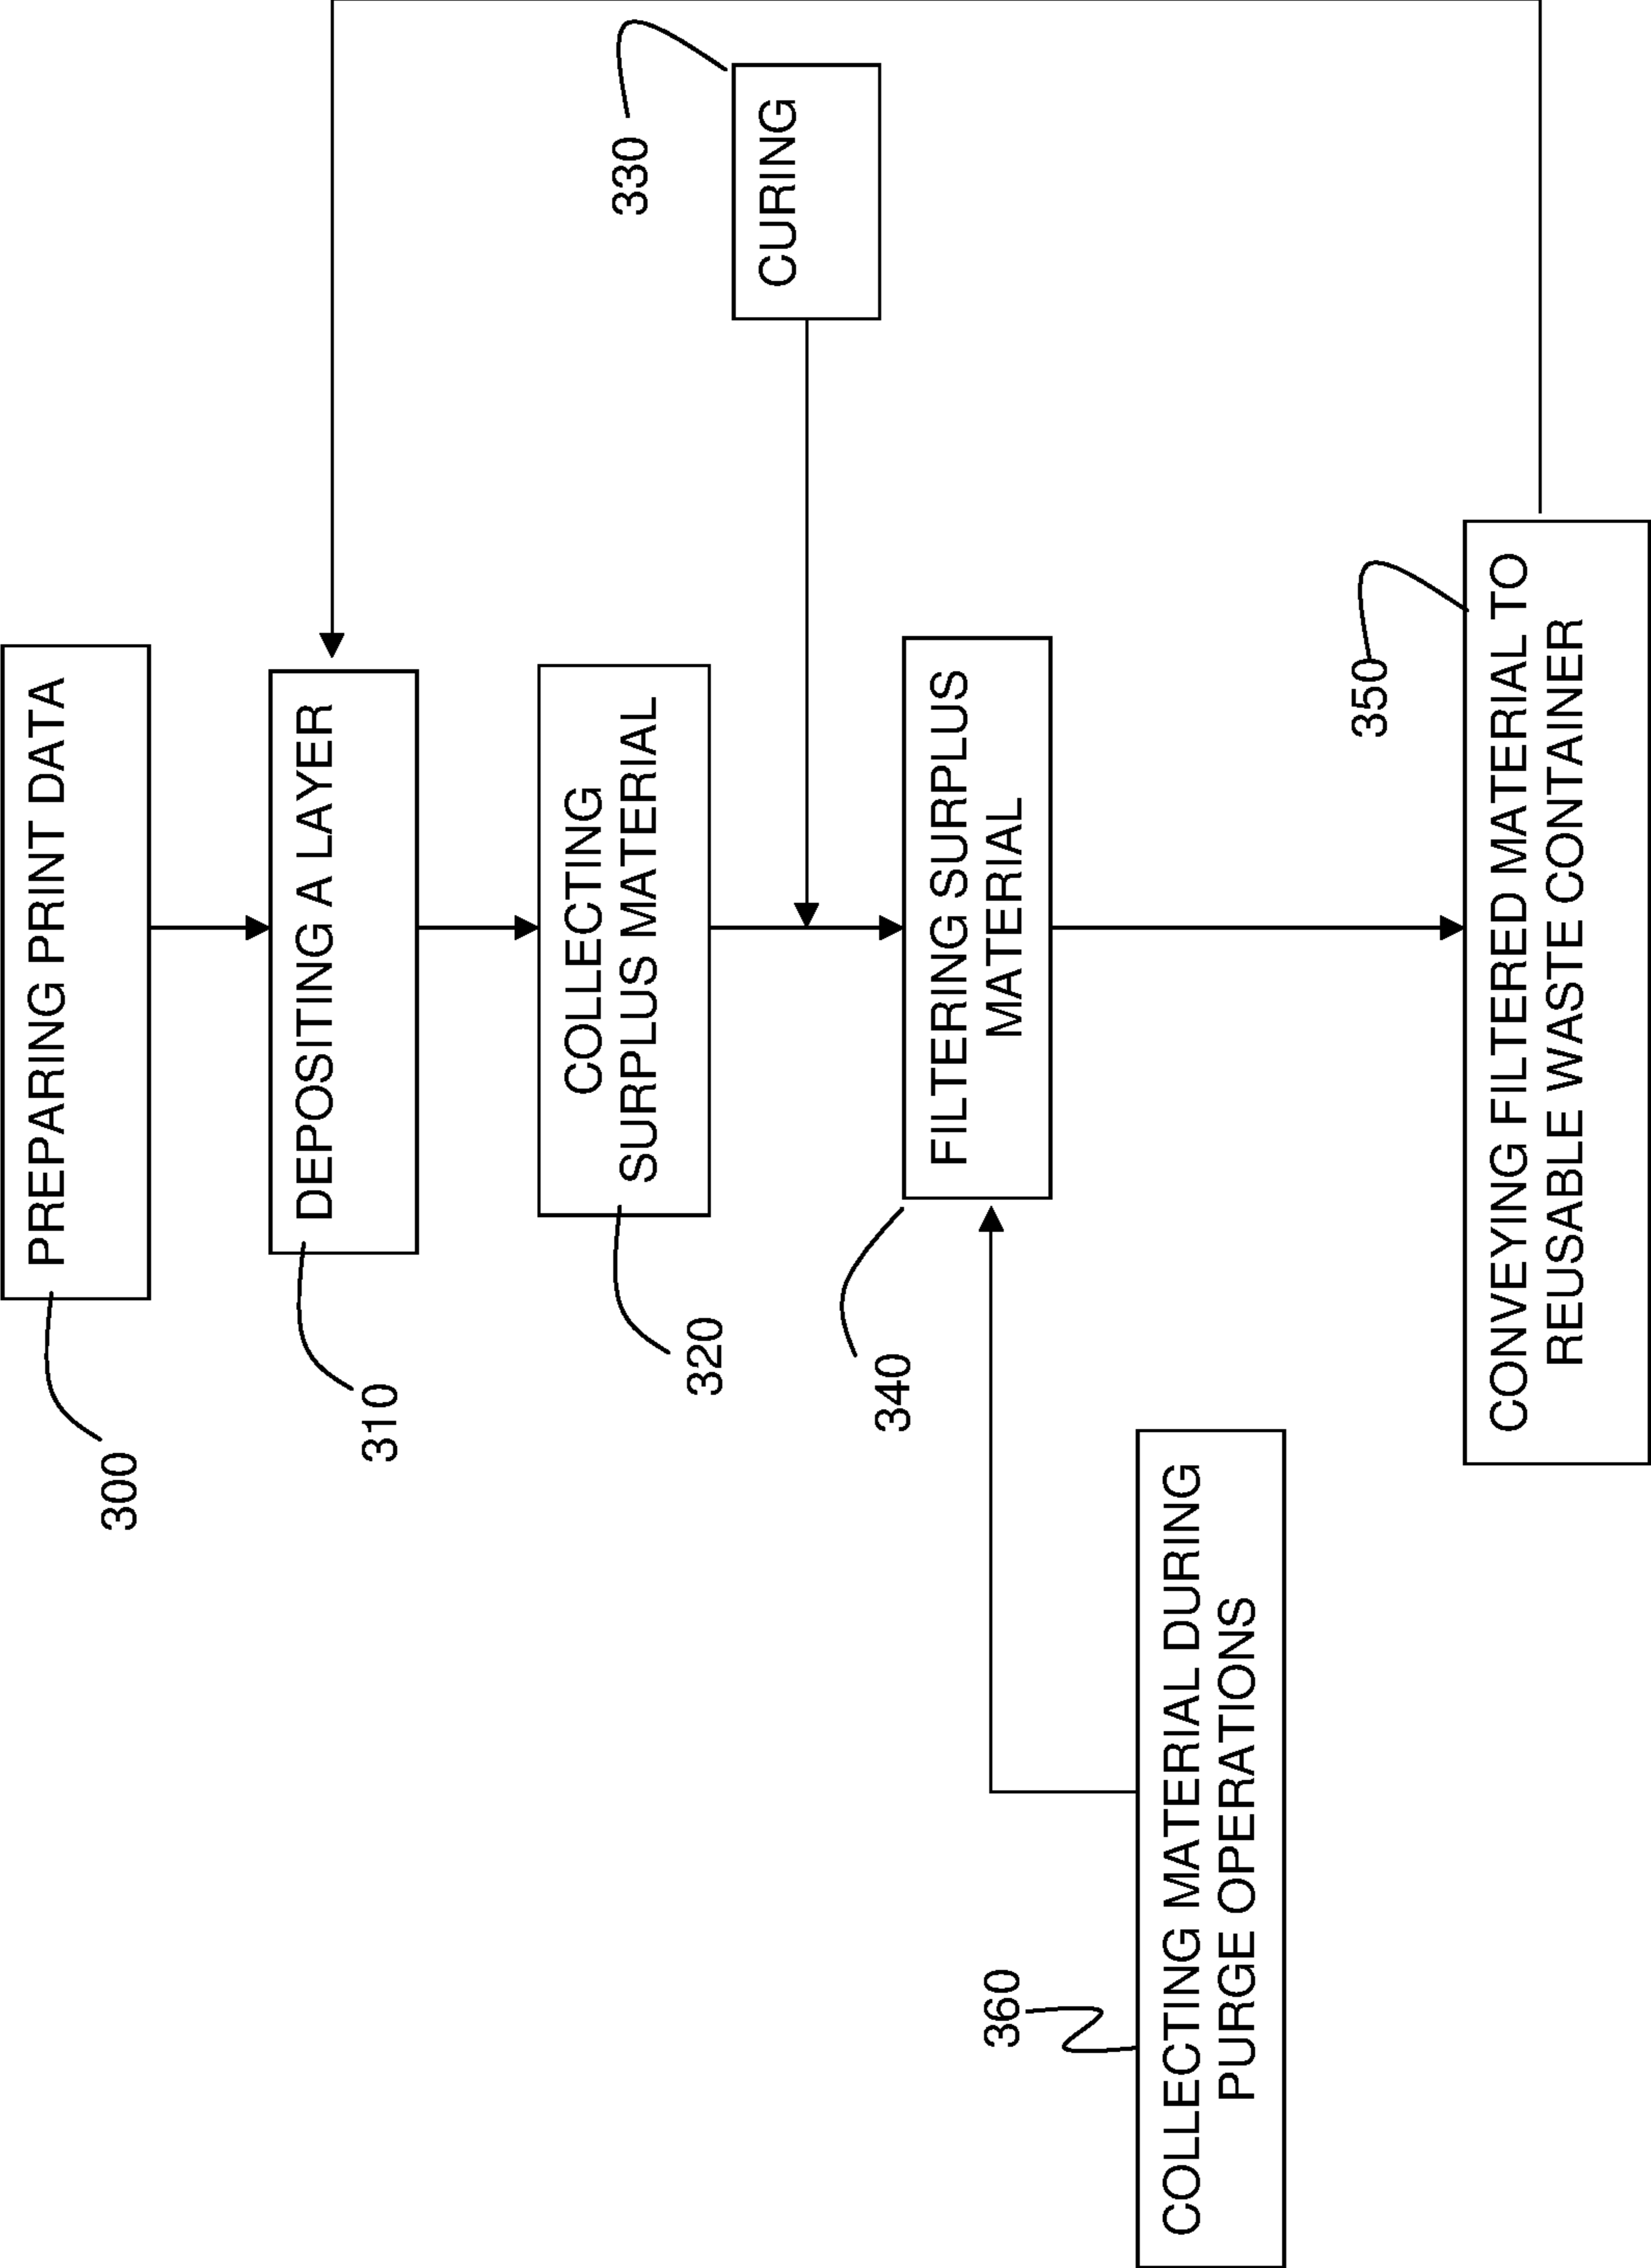 PREPARING PRINT DATA
300
DEPOSITING A LAYER
310
COLLECTING
SURPLUS MATERIAL
320
CURING
330
FILTERING SURPLUS
MATERIAL
340
COLLECTING MATERIAL DURING
PURGE OPERATIONS
360
CONVEYING FILTERED MATERIAL TO
REUSABLE WASTE CONTAINER
350